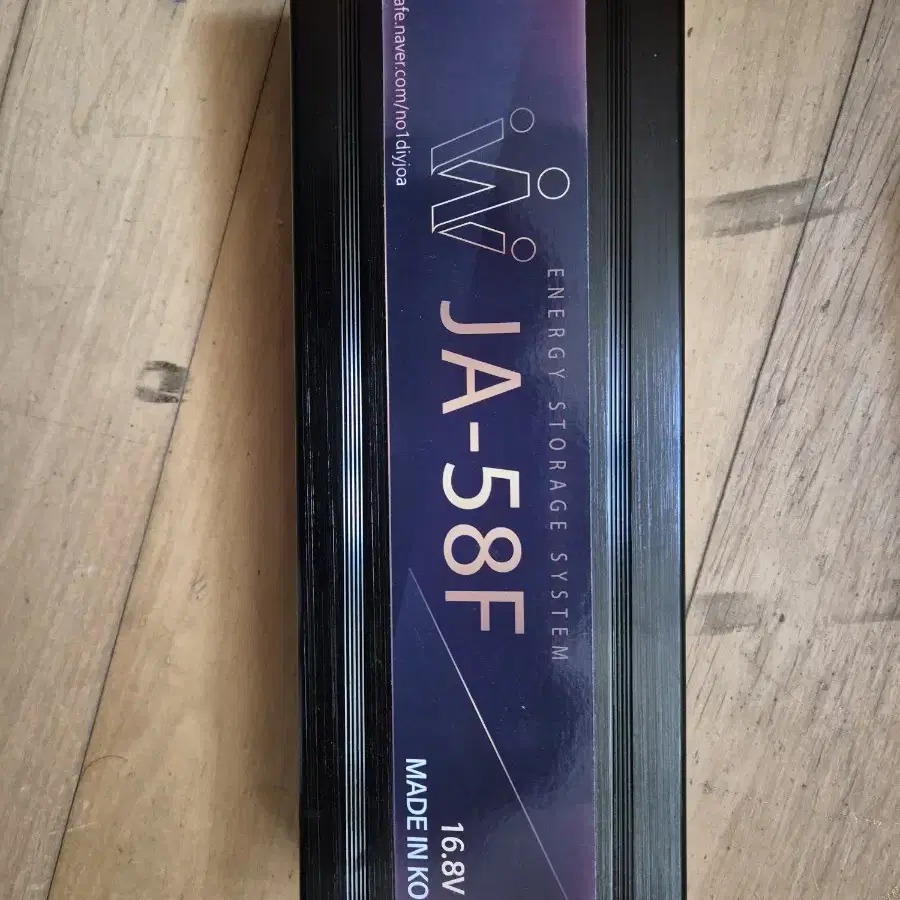 afe.naver.com/no1diyjoa
ENERGY STORAGE SYSTEM
JA-58F
16.8V
MADE IN KO